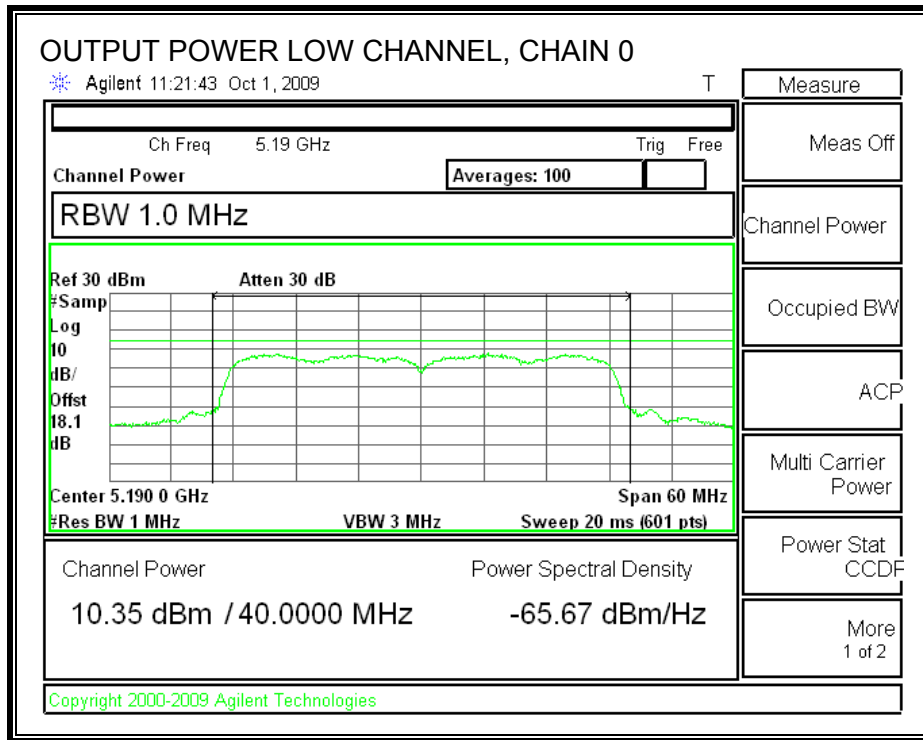 OUTPUT POWER LOW CHANNEL, CHAIN 0
Agilent 11:21:43 Oct 1, 2009 T
Ch Freq 5.19 GHz Trig Free
Channel Power Averages: 100
RBW 1.0 MHz
Ref 30 dBm Atten 30 dB
#Samp
Log
10
dB/
Offst
18.1
dB
Center 5.190 0 GHz Span 60 MHz
#Res BW 1 MHz VBW 3 MHz Sweep 20 ms (601 pts)
Channel Power Power Spectral Density
10.35 dBm / 40.0000 MHz -65.67 dBm/Hz
Copyright 2000-2009 Agilent Technologies
Measure
Meas Off
Channel Power
Occupied BW
ACP
Multi Carrier
Power
Power Stat
CCDF
More
1 of 2